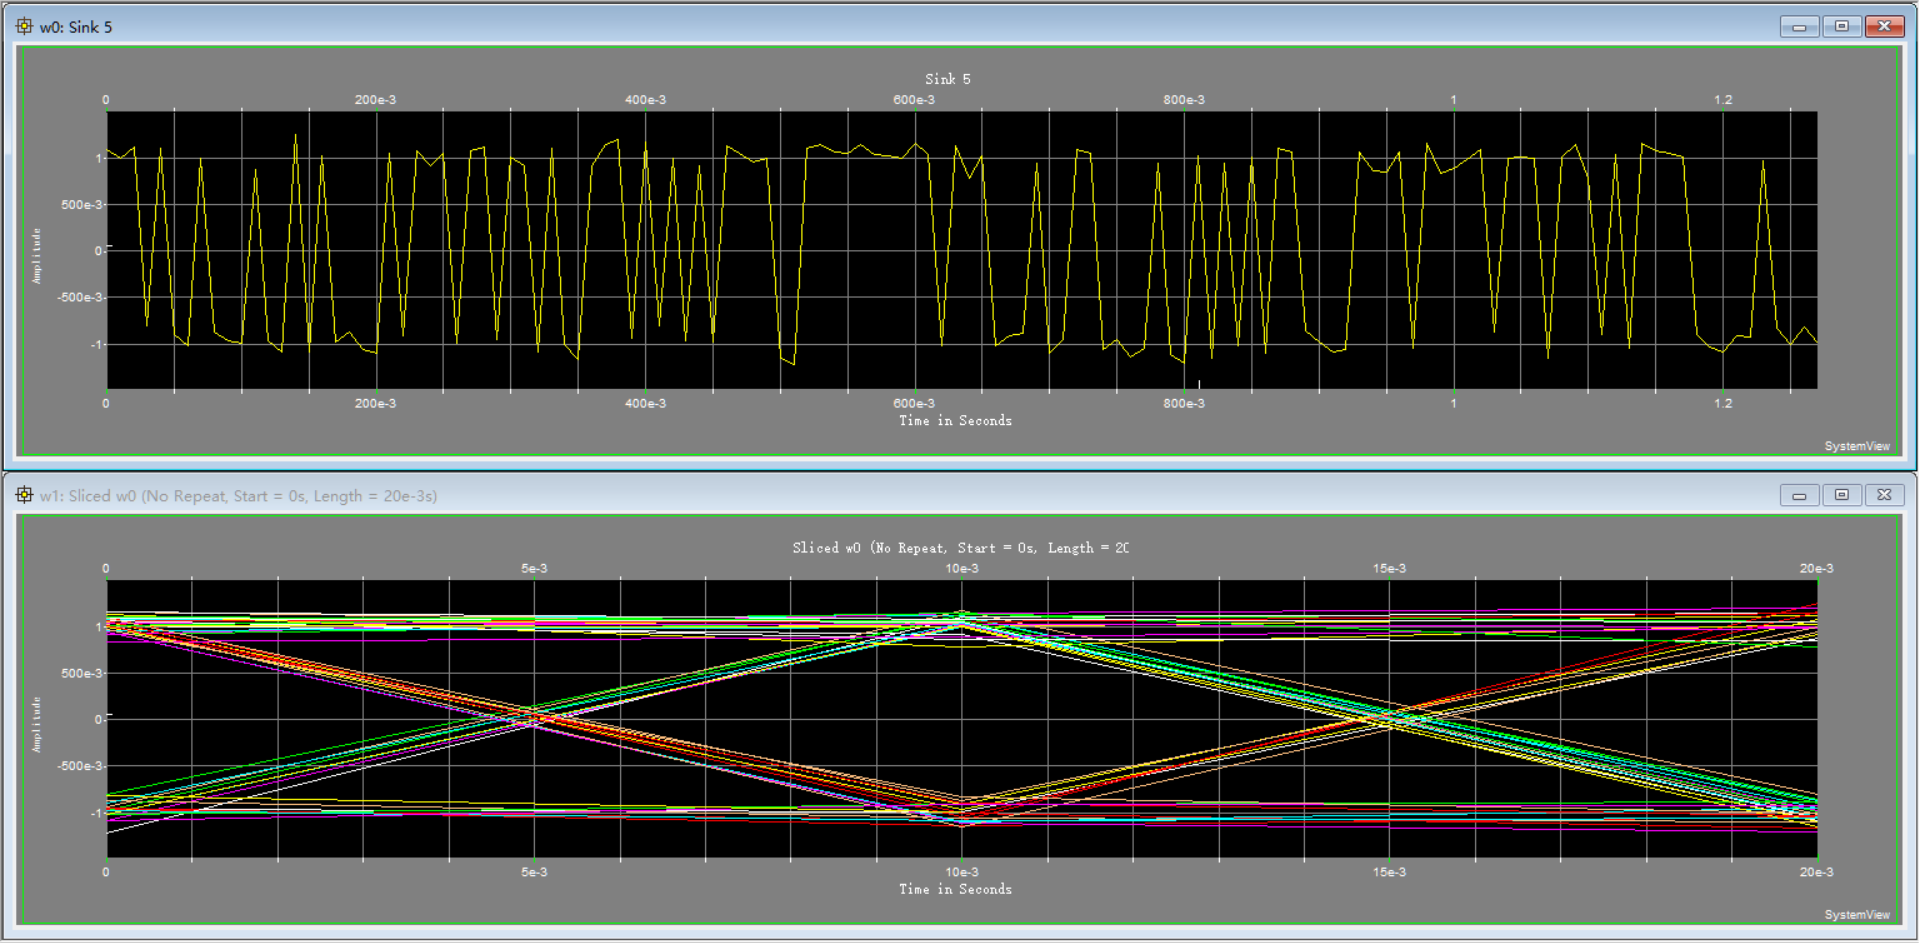 w0: Sink 5
Sink 5
0 200e-3 400e-3 600e-3 800e-3 1 1.2
1
500e-3
0
-500e-3
-1
Amplitude
0 200e-3 400e-3 600e-3 800e-3 1 1.2
Time in Seconds
SystemView
w1: Sliced w0 (No Repeat, Start = 0s, Length = 20e-3s)
Sliced w0 (No Repeat, Start = 0s, Length = 20
0 5e-3 10e-3 15e-3 20e-3
1
500e-3
0
-500e-3
-1
Amplitude
0 5e-3 10e-3 15e-3 20e-3
Time in Seconds
SystemView